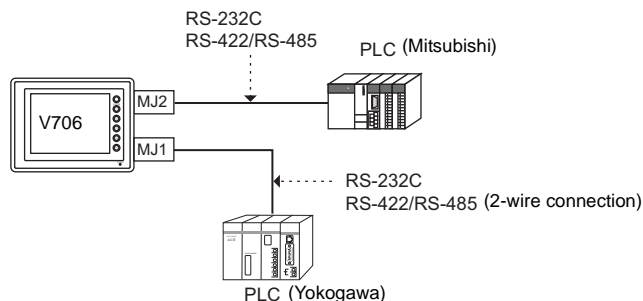 RS-232C
RS-422/RS-485
PLC (Mitsubishi)
MJ2
V706
MJ1
RS-232C
RS-422/RS-485 (2-wire connection)
PLC (Yokogawa)